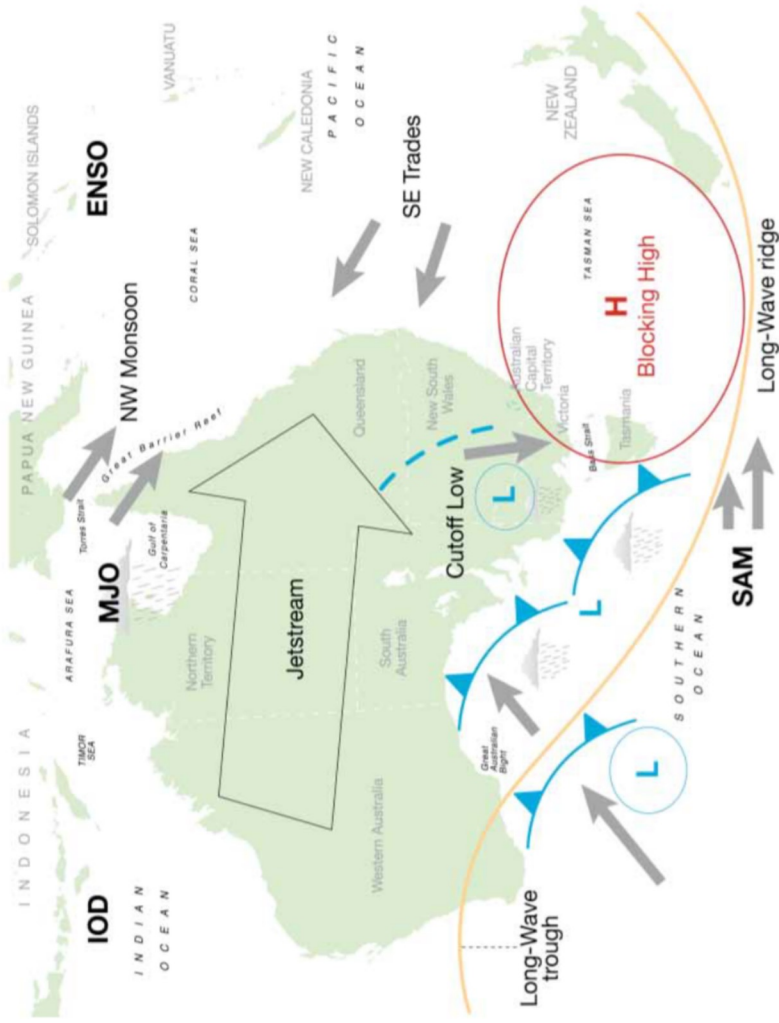 INDONESIA
PAPUA NEW GUINEA
SOLOMON ISLANDS
IOD
TIMOR
SEA
ARAFURA SEA
MJO
Torres Strait
NW Monsoon
ENSO
VANUATU
INDIAN
OCEAN
Gulf of
Carpentaria
Great Barrier Reef
CORAL SEA
Northern
Territory
NEW CALEDONIA
PACIFIC
OCEAN
Jetstream
Queensland
SE Trades
Western Australia
South
Australia
New South
Wales
Cutoff Low
L
Australian
Capital
Territory
Victoria
Great
Australian
Bight
Bass Strait
TASMAN SEA
NEW
ZEALAND
Long-Wave
trough
L
L
Tasmania
H
Blocking High
SOUTHERN
OCEAN
SAM
Long-Wave ridge